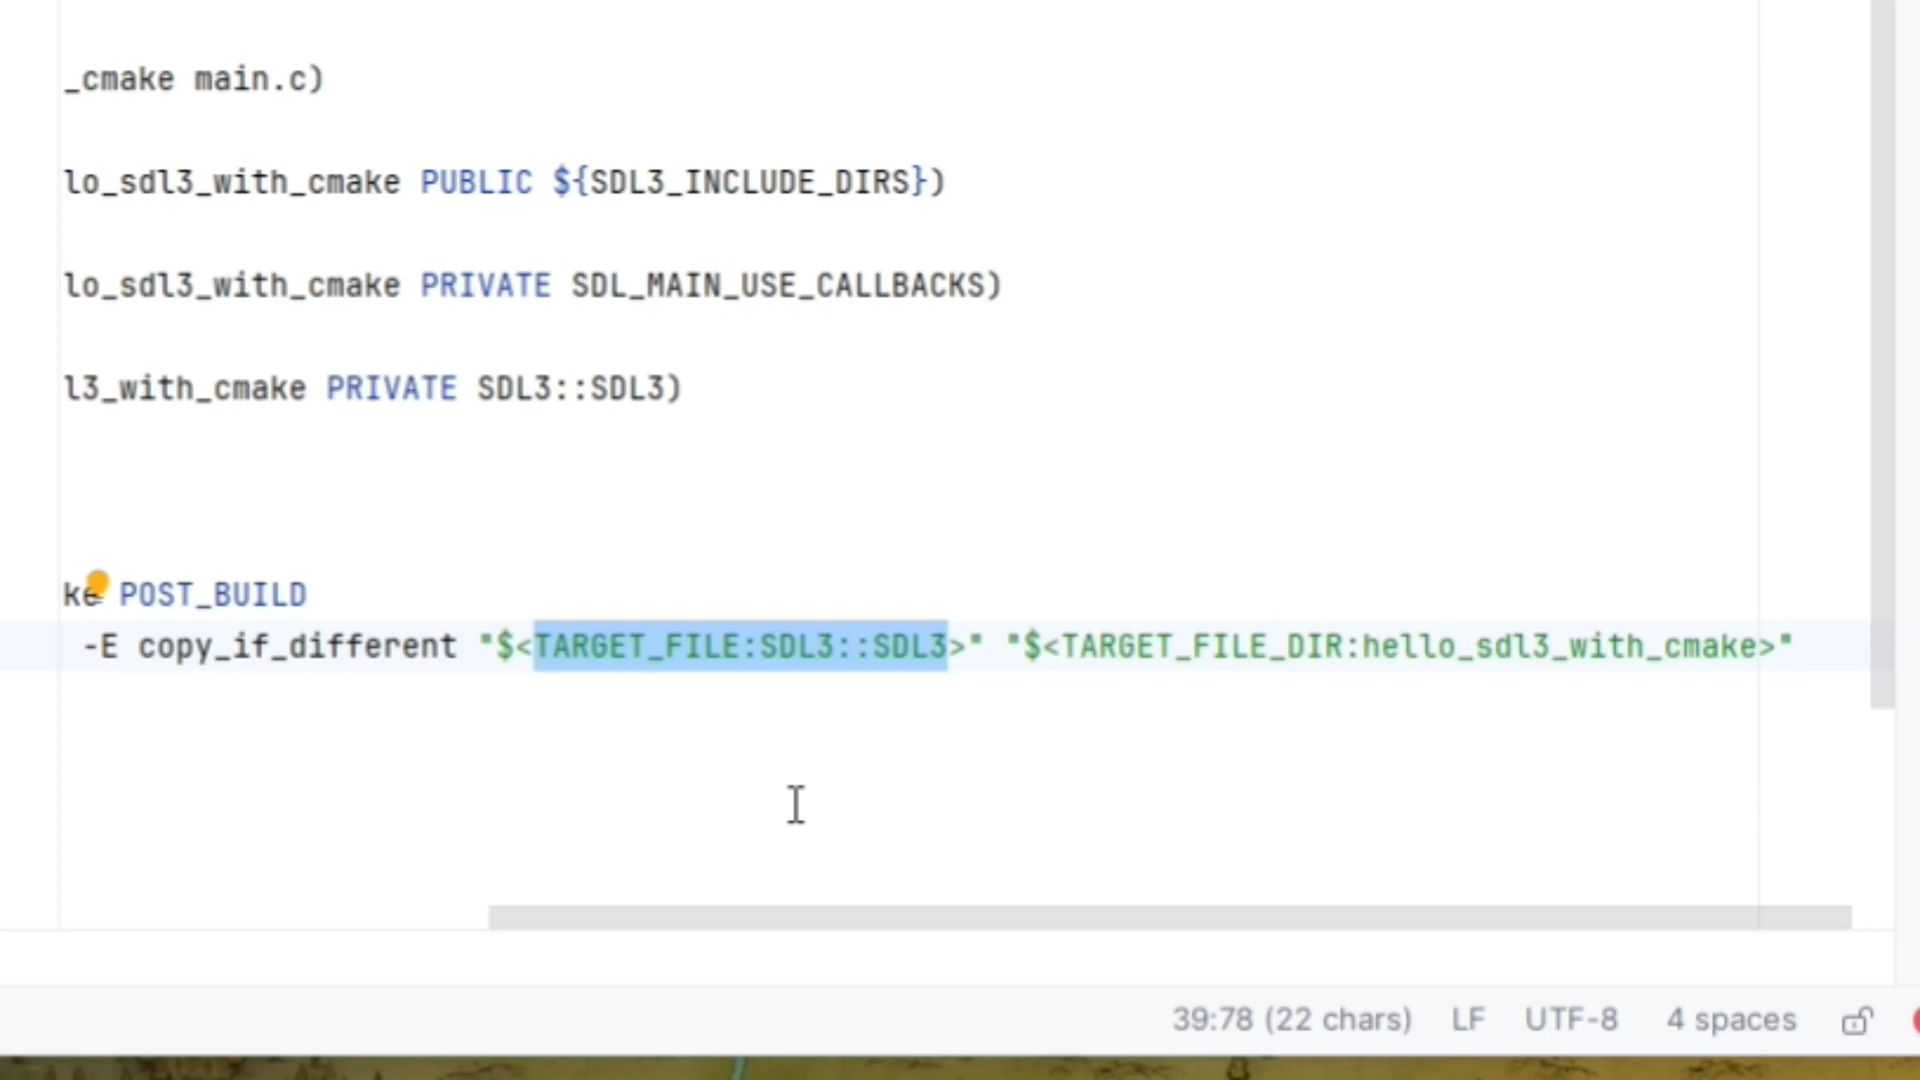 _cmake main.c)
lo_sdl3_with_cmake PUBLIC ${SDL3_INCLUDE_DIRS})
lo_sdl3_with_cmake PRIVATE SDL_MAIN_USE_CALLBACKS)
l3_with_cmake PRIVATE SDL3::SDL3)
ke POST_BUILD
-E copy_if_different "$<TARGET_FILE:SDL3::SDL3>" "$<TARGET_FILE_DIR:hello_sdl3_with_cmake>"
39:78 (22 chars) LF UTF-8 4 spaces